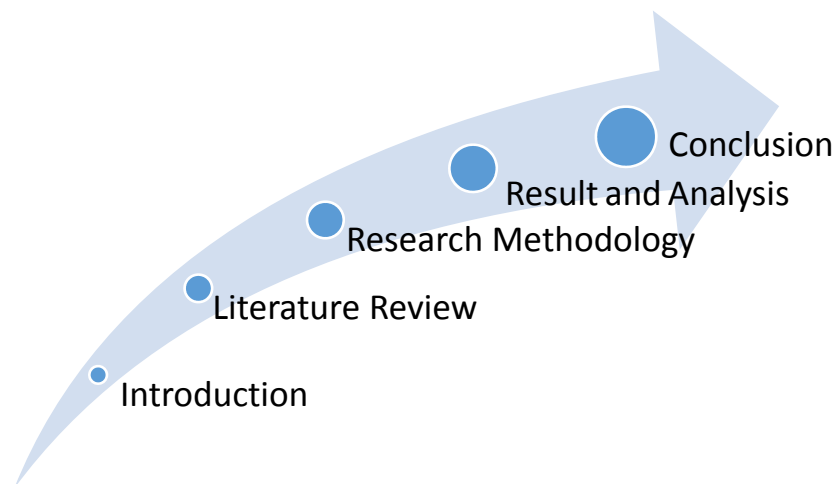 Conclusion
Result and Analysis
Research Methodology
Literature Review
Introduction